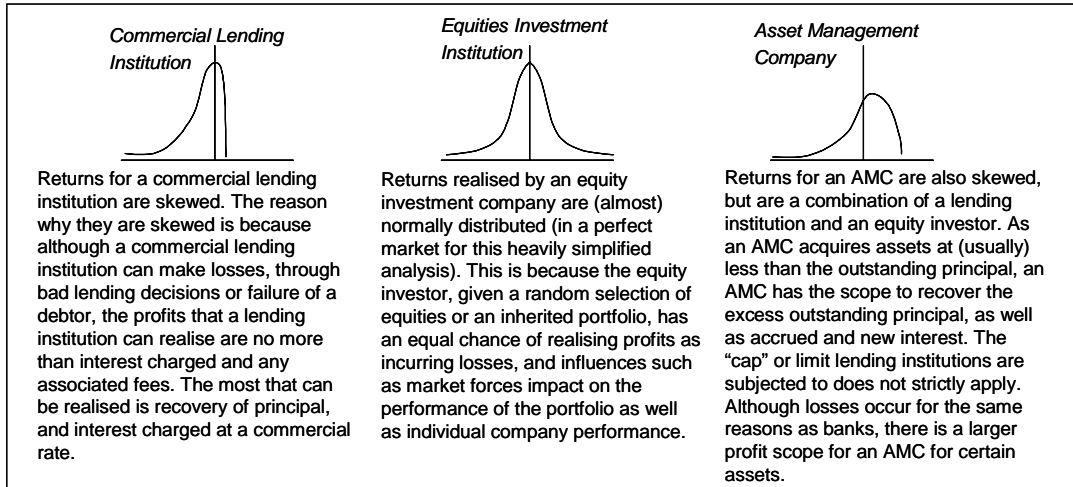 Commercial Lending
Institution
Returns for a commercial lending
institution are skewed. The reason
why they are skewed is because
although a commercial lending
institution can make losses, through
bad lending decisions or failure of a
debtor, the profits that a lending
institution can realise are no more
than interest charged and any
associated fees. The most that can
be realised is recovery of principal,
and interest charged at a commercial
rate.
Equities Investment
Institution
Returns realised by an equity
investment company are (almost)
normally distributed (in a perfect
market for this heavily simplified
analysis). This is because the equity
investor, given a random selection of
equities or an inherited portfolio, has
an equal chance of realising profits as
incurring losses, and influences such
as market forces impact on the
performance of the portfolio as well
as individual company performance.
Asset Management
Company
Returns for an AMC are also skewed,
but are a combination of a lending
institution and an equity investor. As
an AMC acquires assets at (usually)
less than the outstanding principal, an
AMC has the scope to recover the
excess outstanding principal, as well
as accrued and new interest. The
“cap” or limit lending institutions are
subjected to does not strictly apply.
Although losses occur for the same
reasons as banks, there is a larger
profit scope for an AMC for certain
assets.